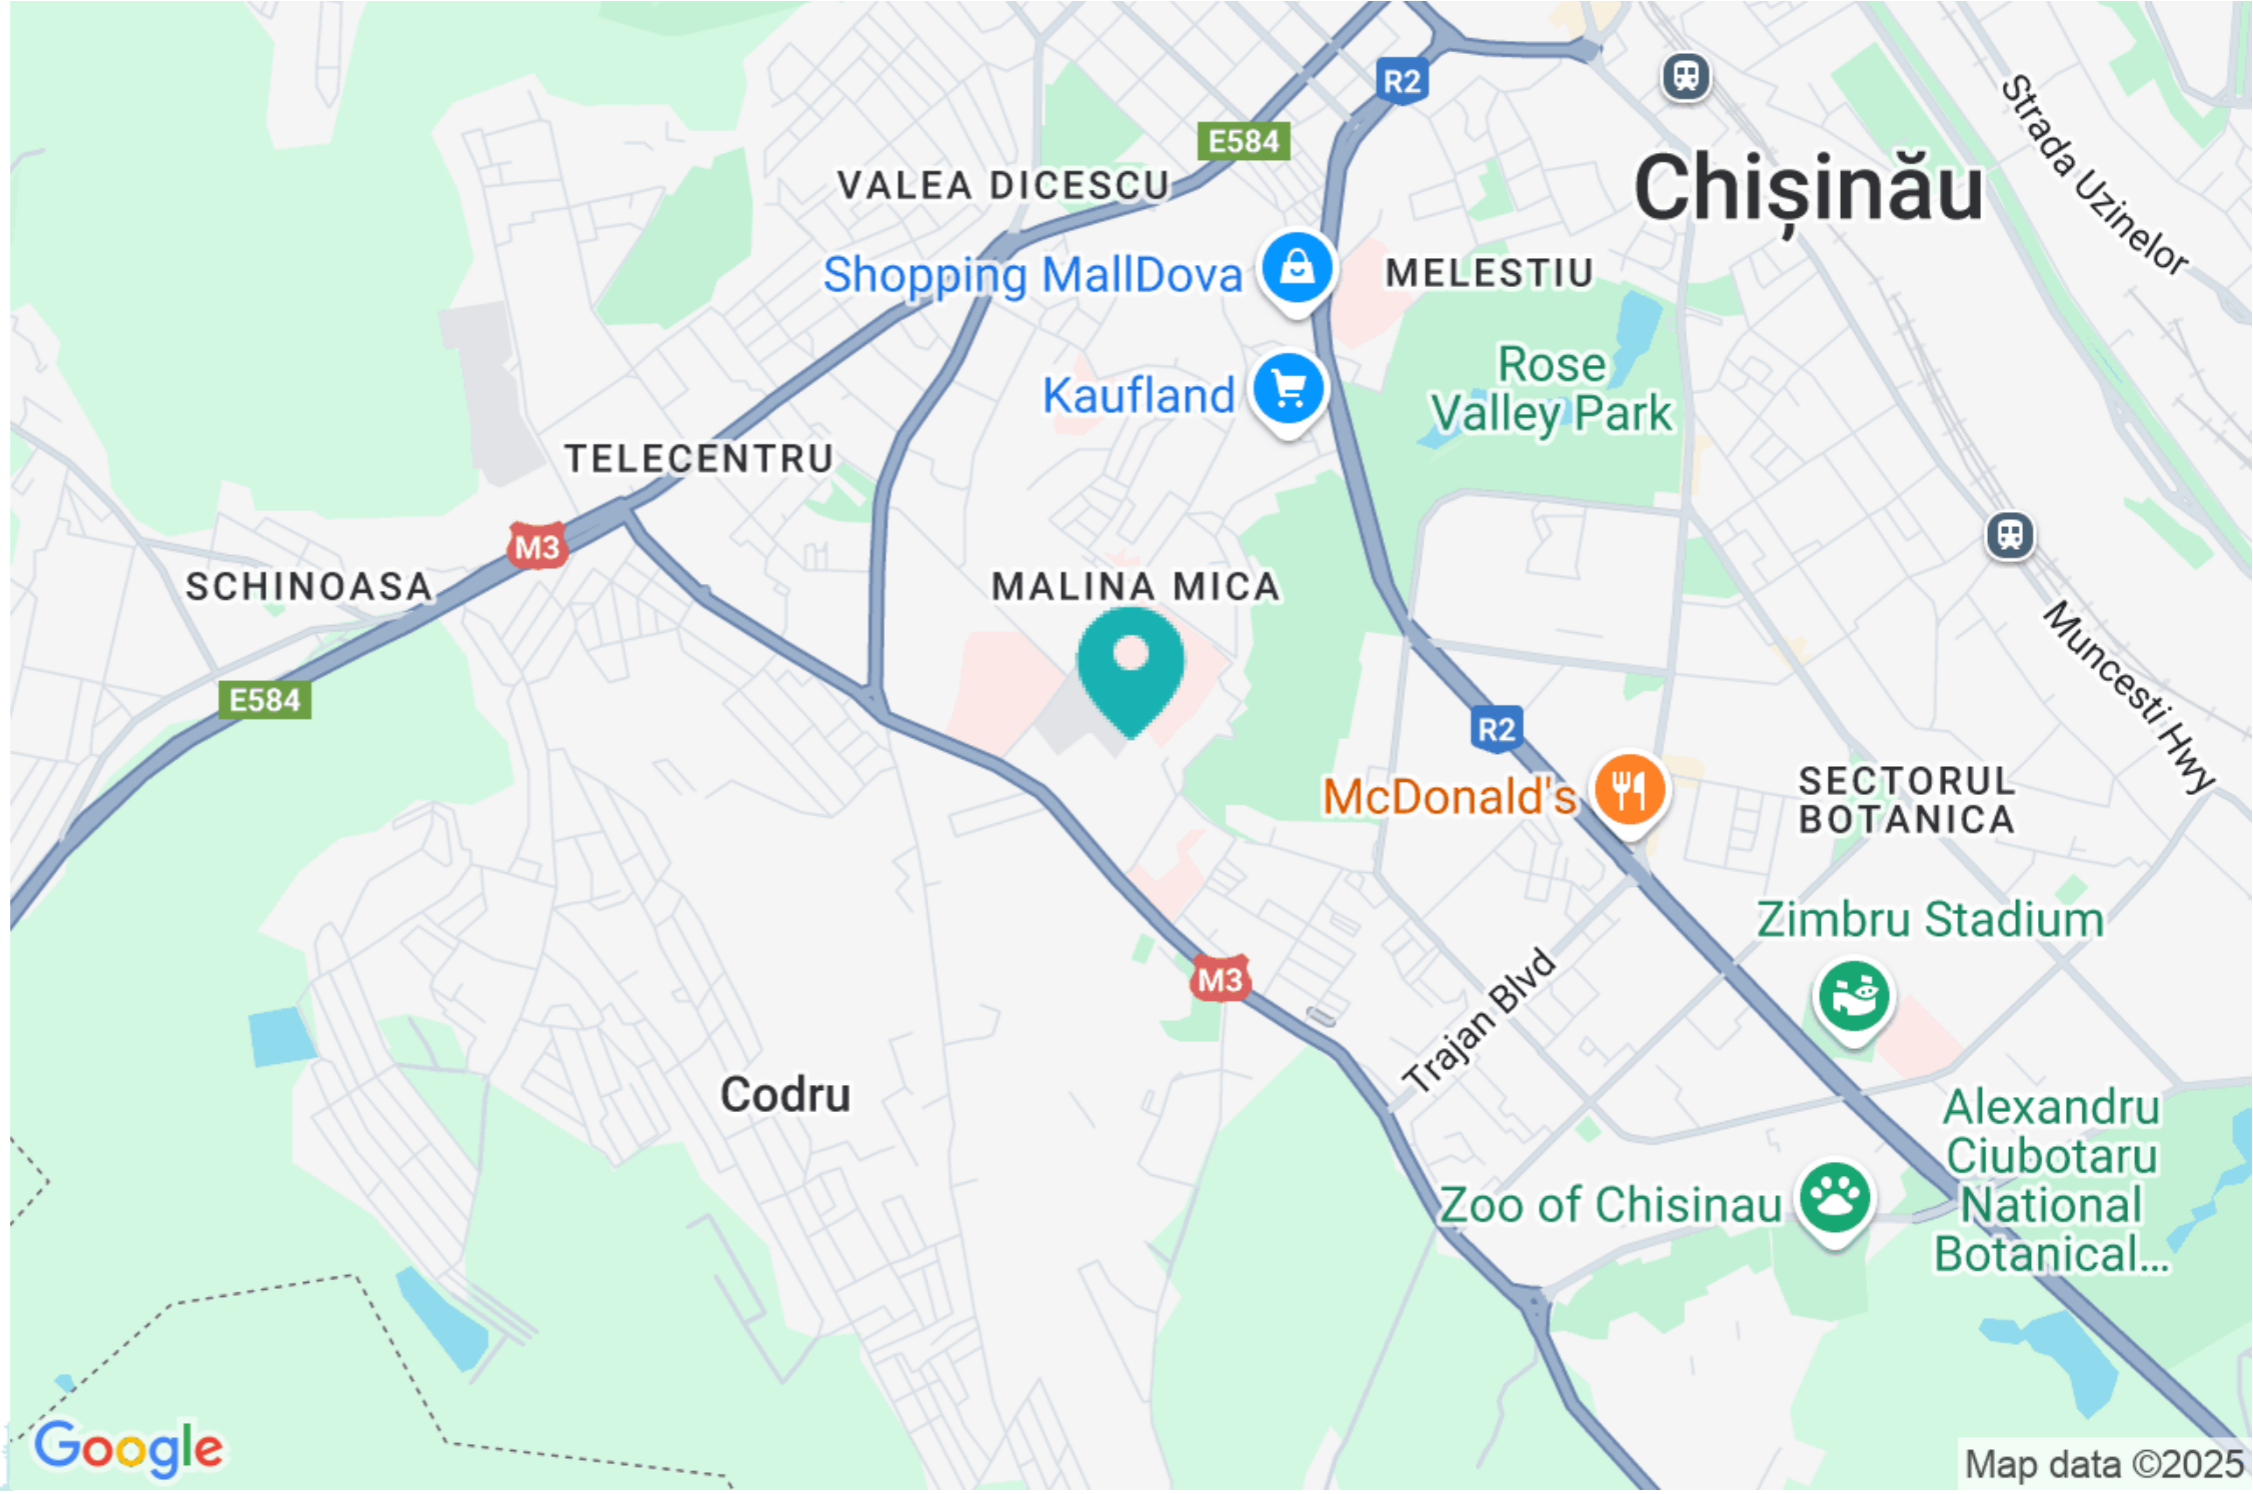 R2
Strada Uzinelor
E584
Chișinău
VALEA DICESCU
Shopping MallDova
MELESTIU
Rose
Valley Park
Kaufland
TELECENTRU
M3
SCHINOASA
MALINA MICA
E584
Muncesti Hwy
R2
McDonald's
SECTORUL
BOTANICA
Zimbru Stadium
M3
Trajan Blvd
Codru
Alexandru
Ciubotaru
National
Botanical...
Zoo of Chisinau
Google
Map data ©2025